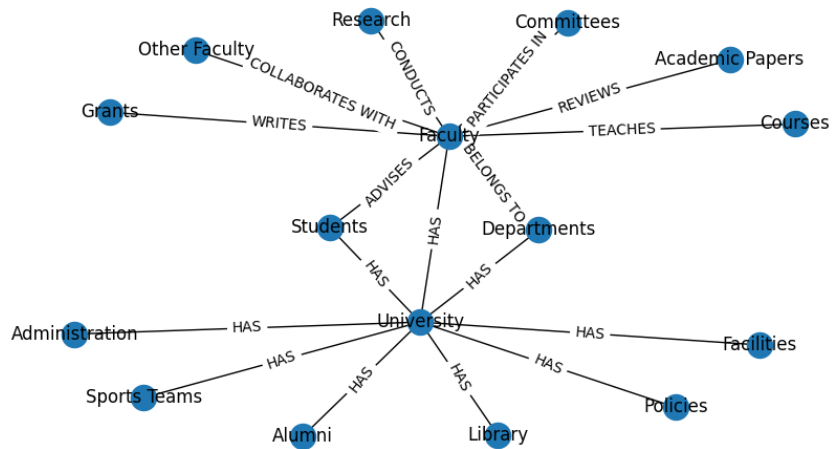 Research
Committees
Other Faculty
Academic Papers
CONDUCTS
PARTICIPATES IN
COLLABORATES WITH
REVIEWS
Grants
WRITES
Faculty
TEACHES
Courses
ADVISES
BELONGS TO
Students
HAS
Departments
HAS
HAS
University
Administration
HAS
HAS
Facilities
HAS
HAS
HAS
HAS
Sports Teams
Policies
Alumni
Library